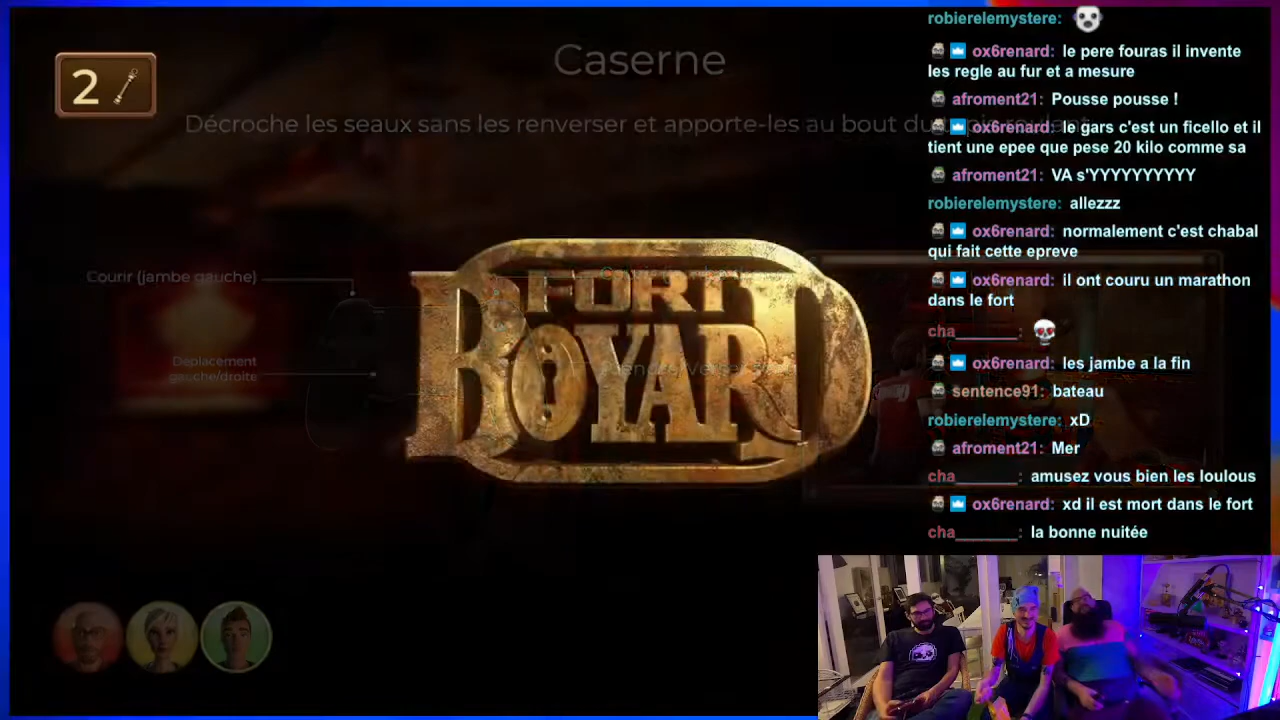 2
Caserne
Décroche les seaux sans les renverser et apporte-les au bout du tapis roulant
Courir (jambe gauche)
Déplacement
gauche/droite
FORT
BOYARD
robierelemystere:
ox6renard: le pere fouras il invente
les regle au fur et a mesure
afroment21: Pousse pousse !
ox6renard: le gars c'est un ficello et il
tient une epee que pese 20 kilo comme sa
afroment21: VA s'YYYYYYYYYY
robierelemystere: allezzz
ox6renard: normalement c'est chabal
qui fait cette epreve
ox6renard: il ont couru un marathon
dans le fort
cha_______:
ox6renard: les jambe a la fin
sentence91: bateau
robierelemystere: xD
afroment21: Mer
cha_______: amusez vous bien les loulous
ox6renard: xd il est mort dans le fort
cha_______: la bonne nuitée